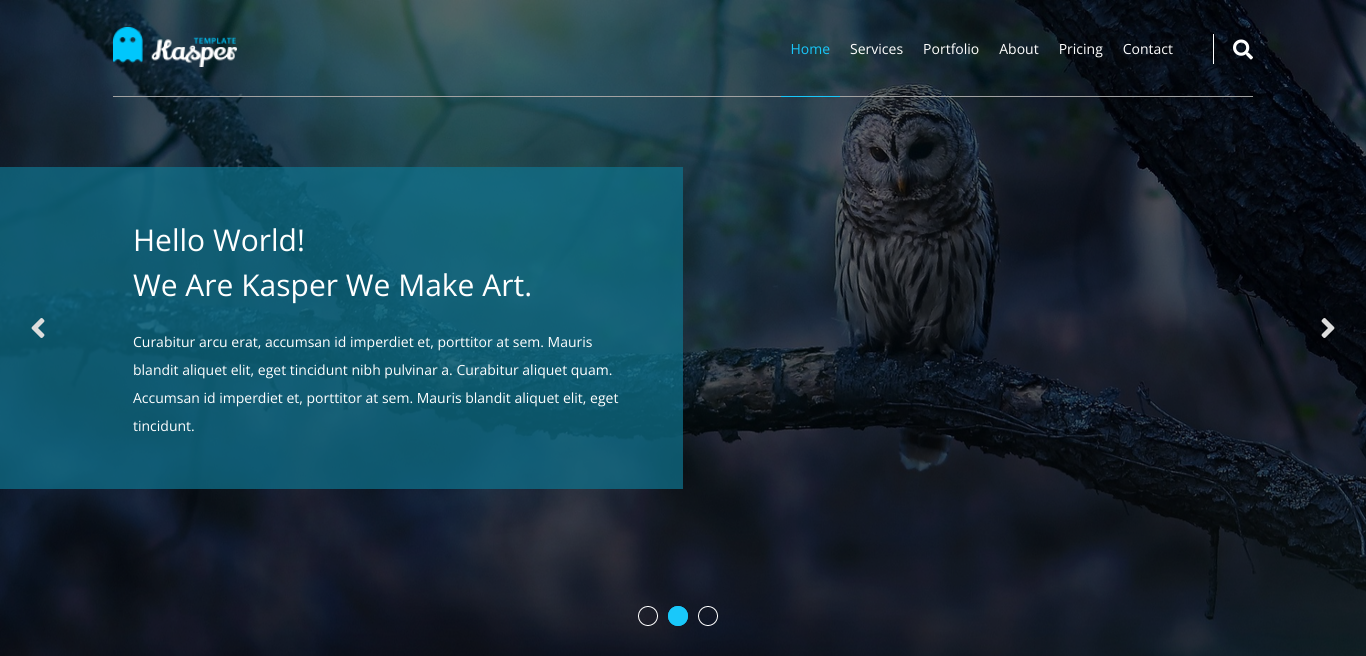 TEMPLATE
Kasper
Home Services Portfolio About Pricing Contact
Hello World!
We Are Kasper We Make Art.
Curabitur arcu erat, accumsan id imperdiet et, porttitor at sem. Mauris
blandit aliquet elit, eget tincidunt nibh pulvinar a. Curabitur aliquet quam.
Accumsan id imperdiet et, porttitor at sem. Mauris blandit aliquet elit, eget
tincidunt.